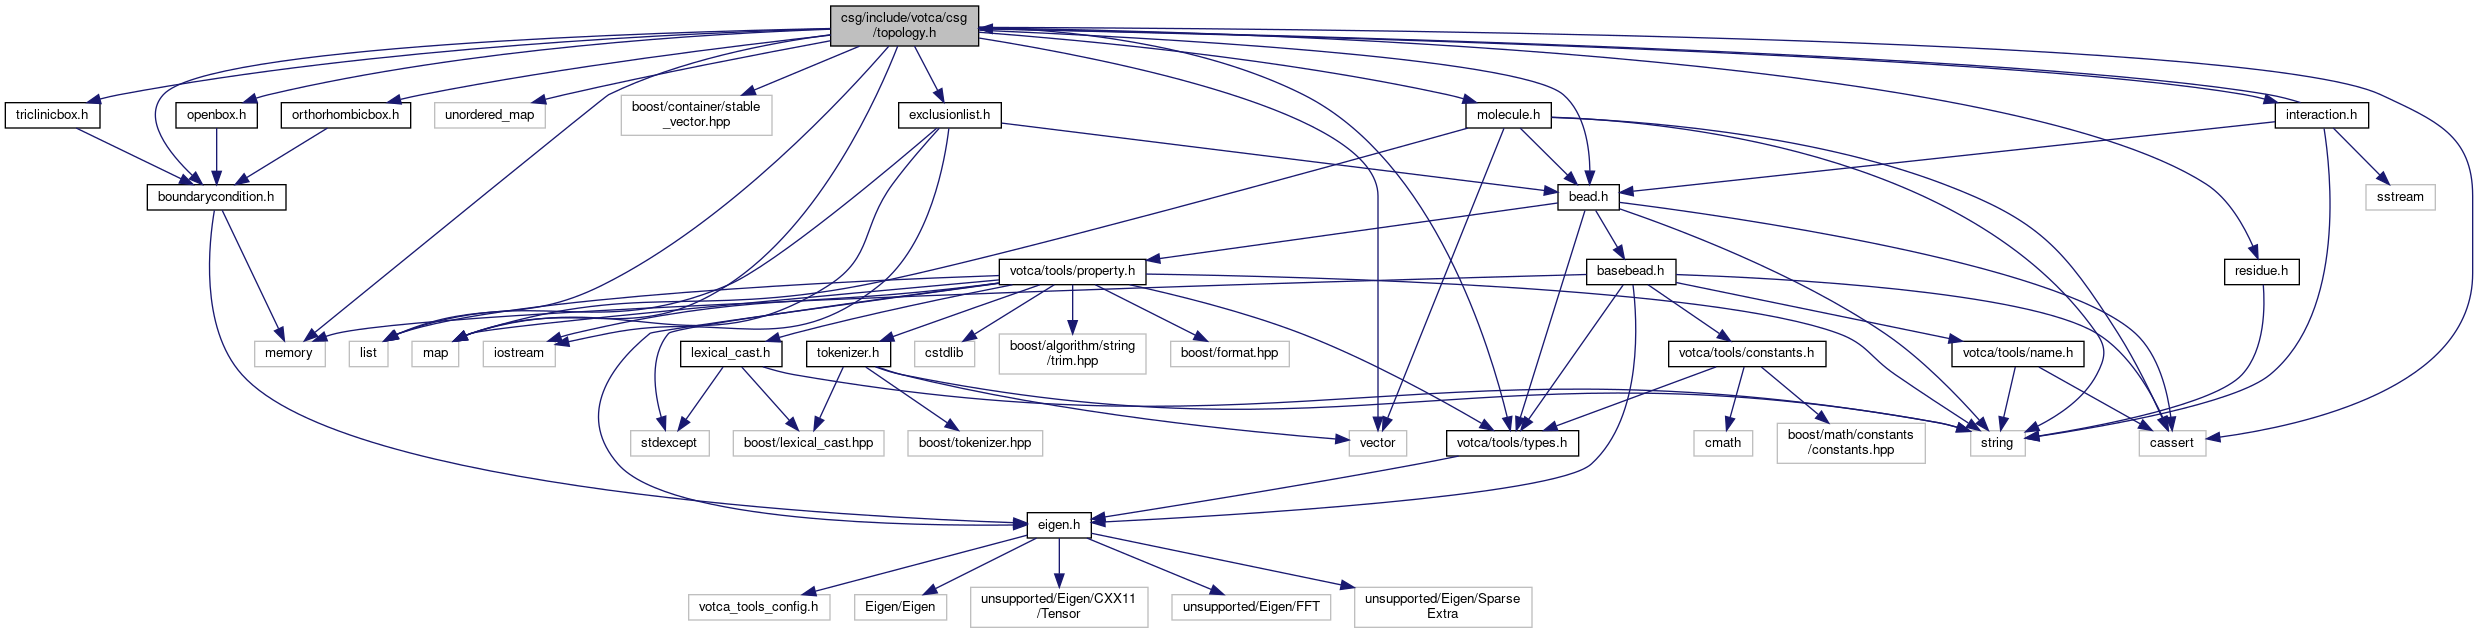 csg/include/votca/csg
/topology.h
triclinicbox.h
openbox.h
orthorhombicbox.h
unordered_map
boost/container/stable
_vector.hpp
exclusionlist.h
molecule.h
interaction.h
boundarycondition.h
bead.h
sstream
votca/tools/property.h
basebead.h
residue.h
memory
list
map
iostream
lexical_cast.h
tokenizer.h
cstdlib
boost/algorithm/string
/trim.hpp
boost/format.hpp
votca/tools/constants.h
votca/tools/name.h
stdexcept
boost/lexical_cast.hpp
boost/tokenizer.hpp
vector
votca/tools/types.h
cmath
boost/math/constants
/constants.hpp
string
cassert
eigen.h
votca_tools_config.h
Eigen/Eigen
unsupported/Eigen/CXX11
/Tensor
unsupported/Eigen/FFT
unsupported/Eigen/Sparse
Extra